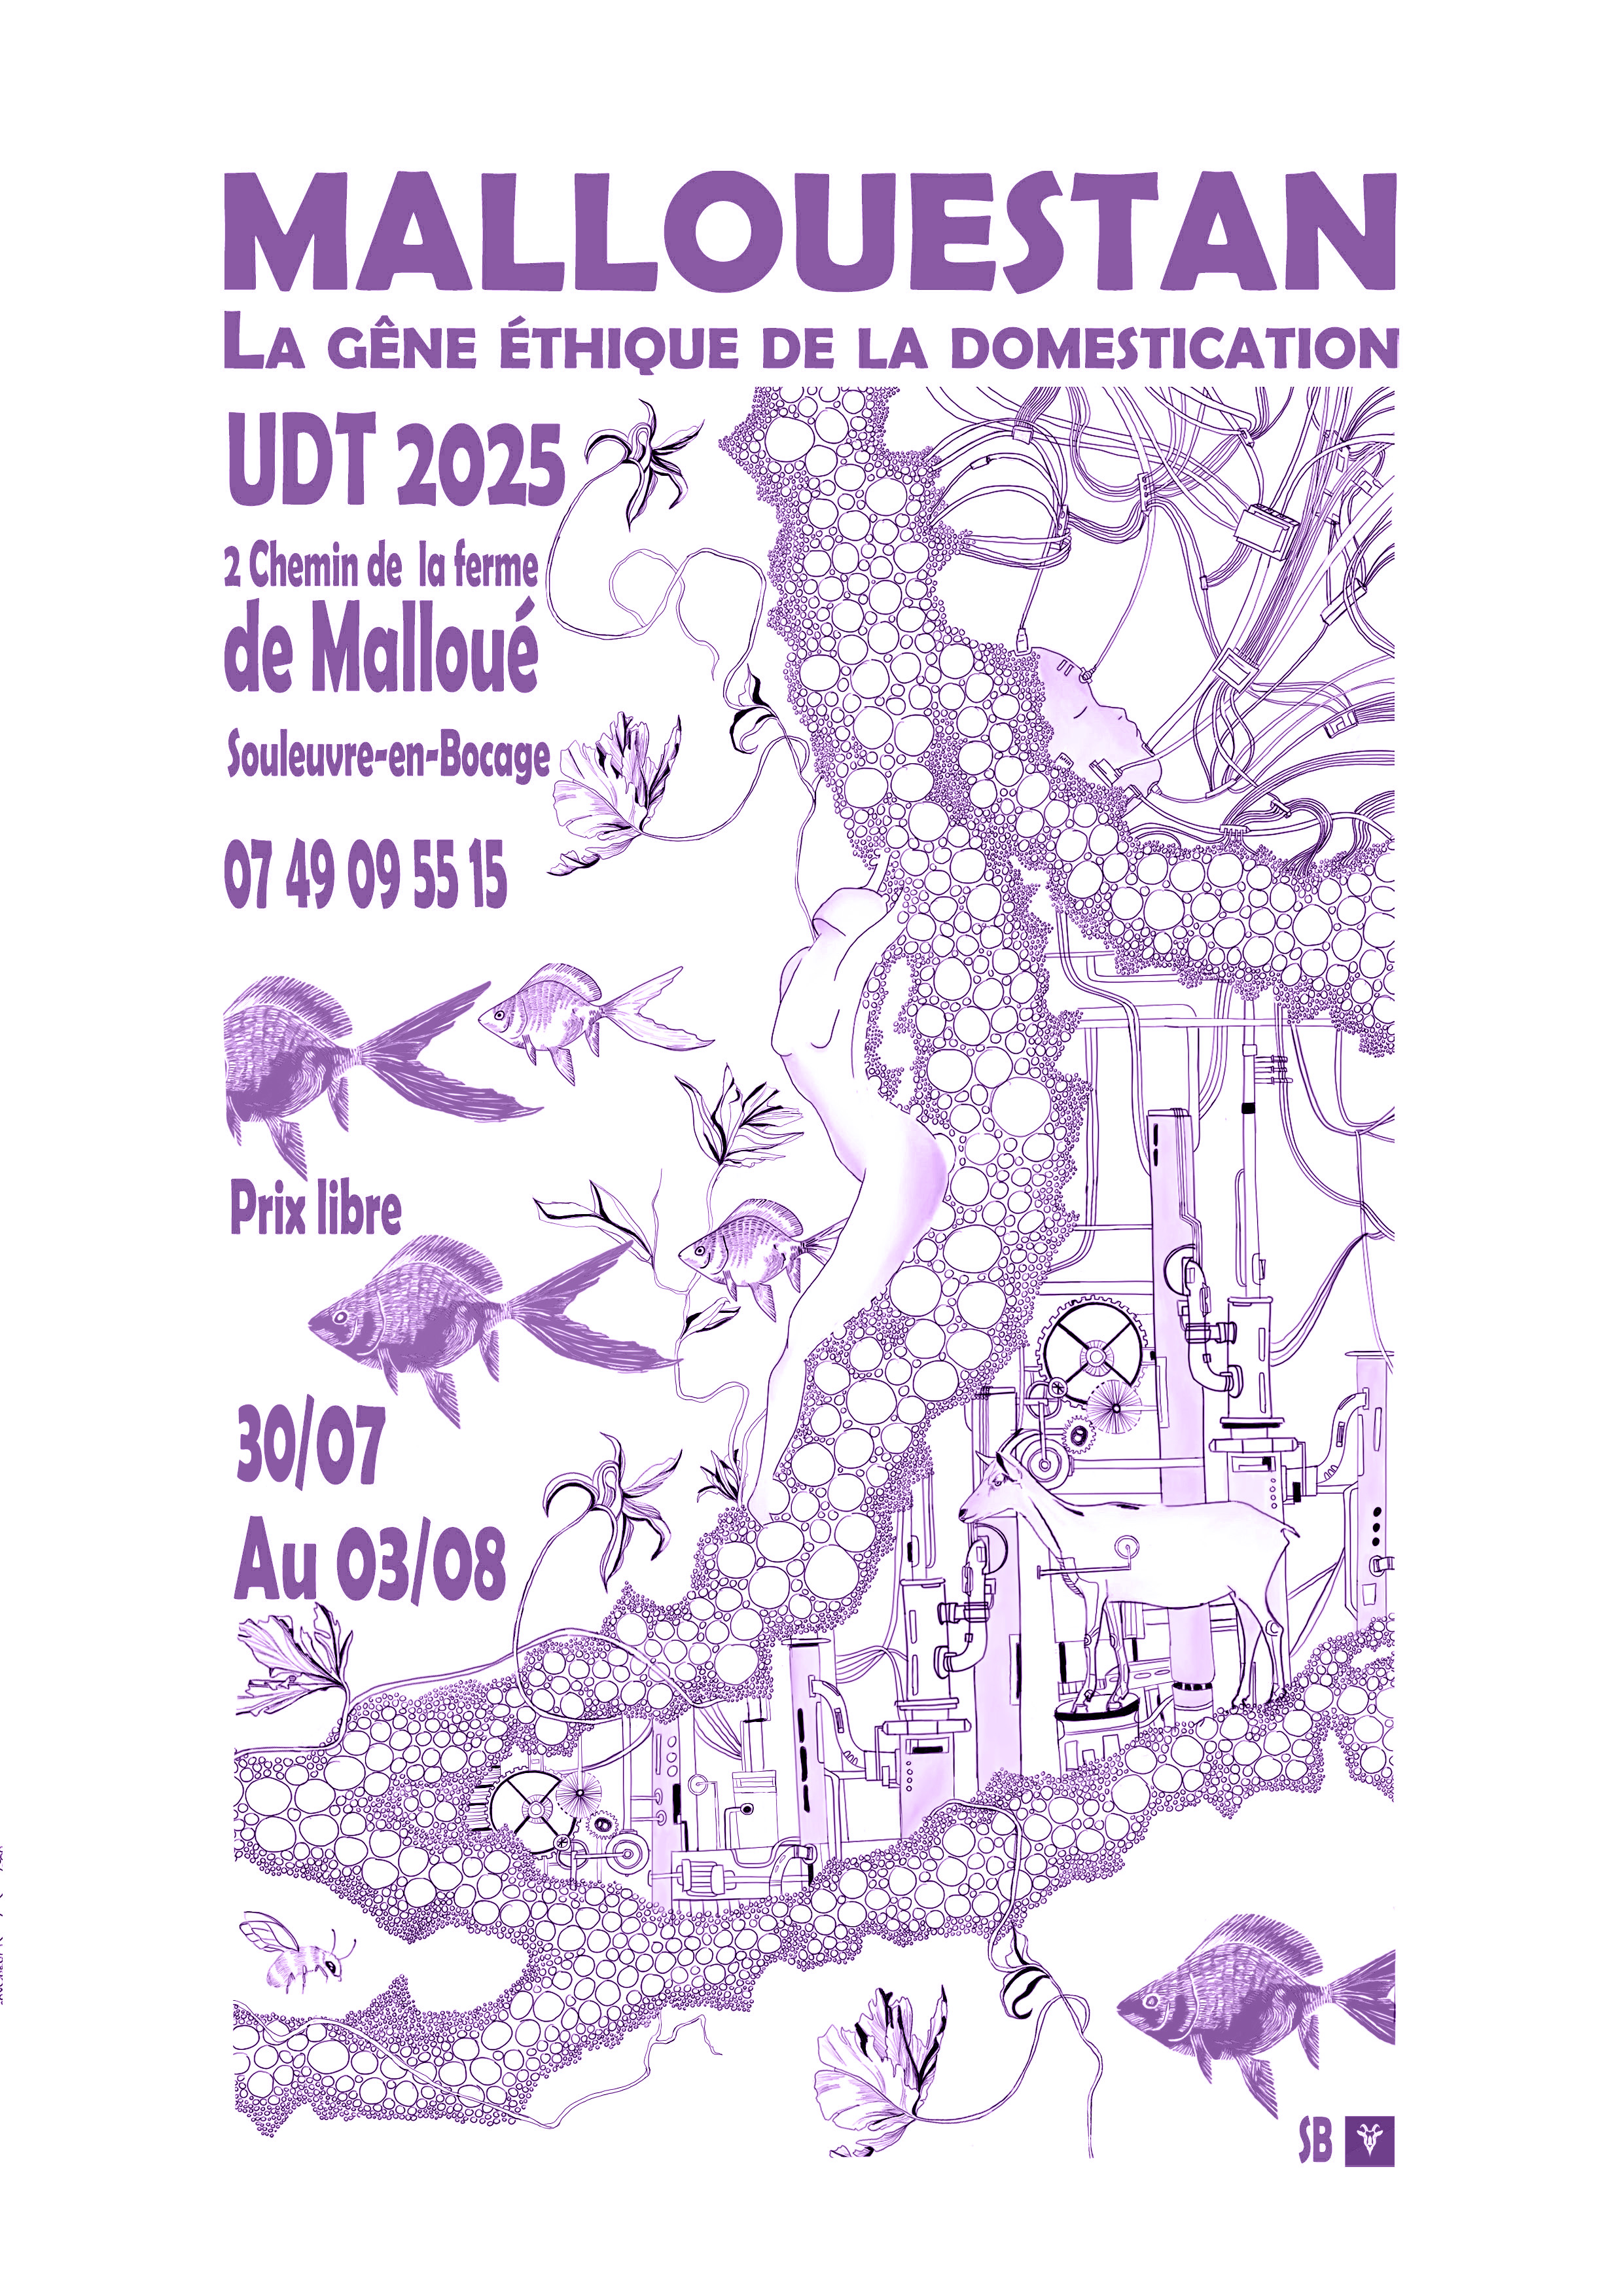 MALLOUESTAN
LA GÊNE ÉTHIQUE DE LA DOMESTICATION
UDT 2025
2 Chemin de la ferme
de Malloué
Souleuvre-en-Bocage
07 49 09 55 15
Prix libre
30/07
Au 03/08
SB